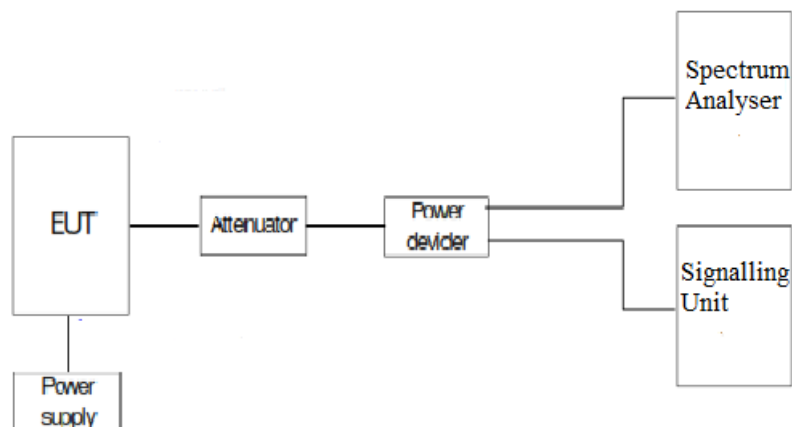 Spectrum
Analyser
EUT
Attenuator
Power
devider
Signalling
Unit
Power
supply